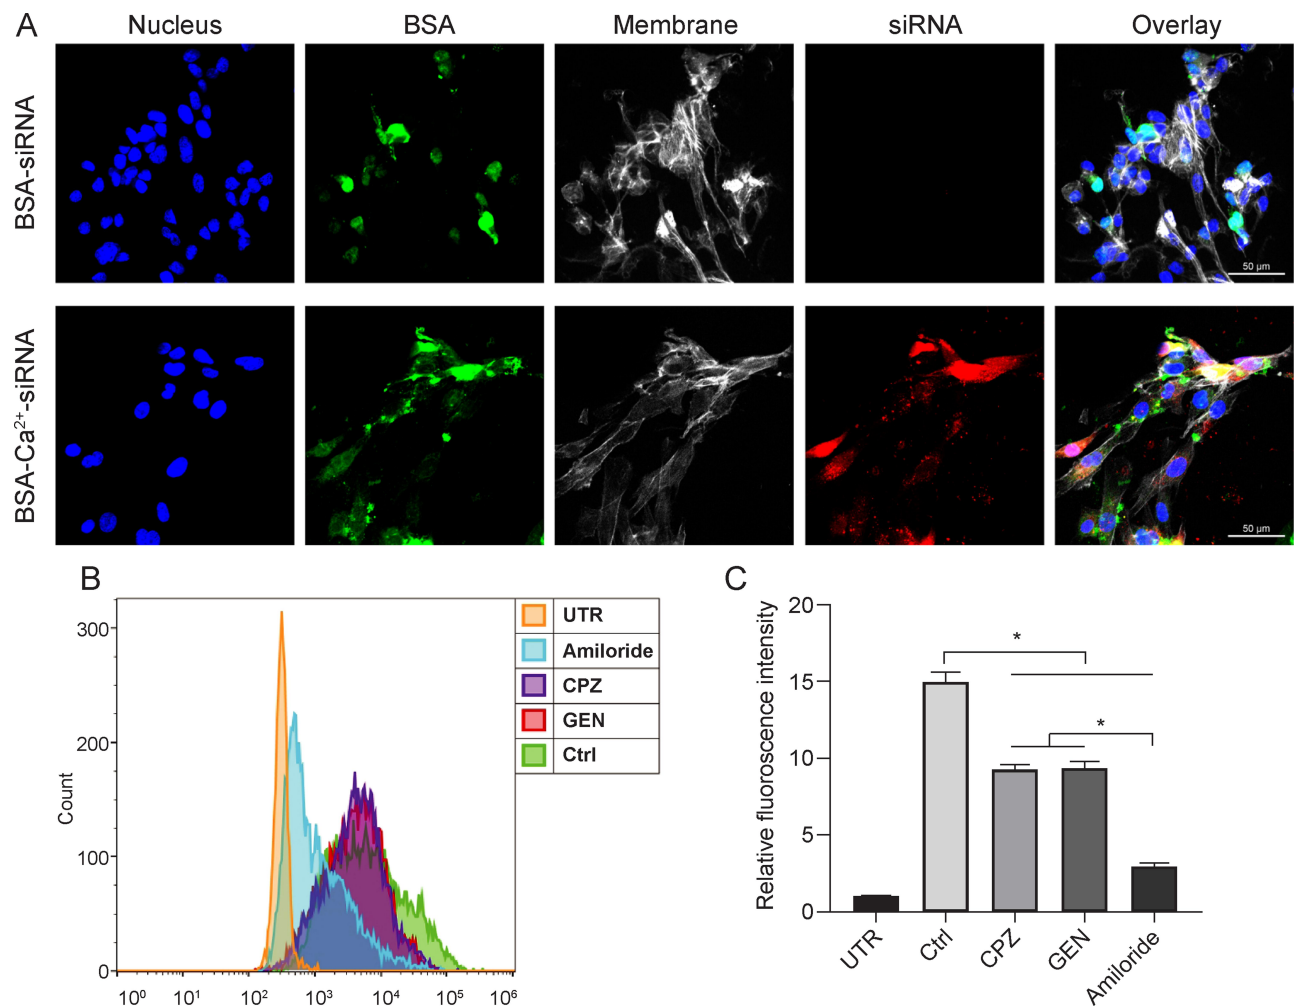 A
Nucleus BSA Membrane siRNA Overlay
BSA-siRNA
50 µm
BSA-Ca²⁺-siRNA
50 µm
B
300
200
100
0
Count
10⁰ 10¹ 10² 10³ 10⁴ 10⁵ 10⁶
UTR
Amiloride
CPZ
GEN
Ctrl
C
Relative fluoroscence intensity
20
15
10
5
0
*
*
UTR Ctrl CPZ GEN Amiloride